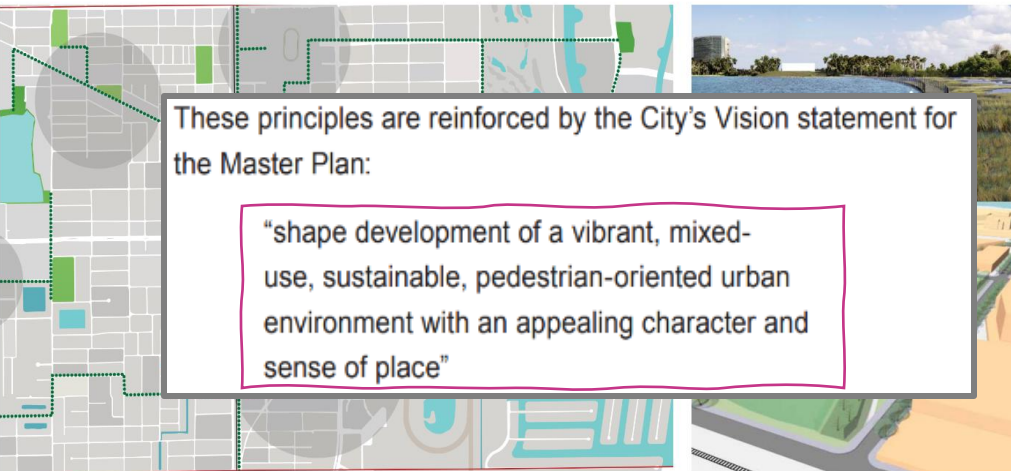 These principles are reinforced by the City’s Vision statement for
the Master Plan:
“shape development of a vibrant, mixed-
use, sustainable, pedestrian-oriented urban
environment with an appealing character and
sense of place”